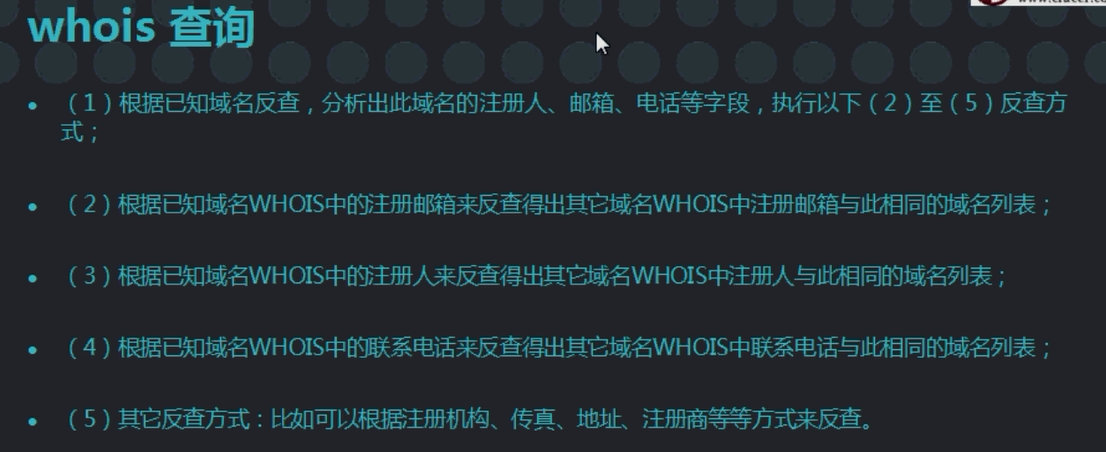 whois 查询
（1）根据已知域名反查，分析出此域名的注册人、邮箱、电话等字段，执行以下（2）至（5）反查方
式；
（2）根据已知域名WHOIS中的注册邮箱来反查得出其它域名WHOIS中注册邮箱与此相同的域名列表；
（3）根据已知域名WHOIS中的注册人来反查得出其它域名WHOIS中注册人与此相同的域名列表；
（4）根据已知域名WHOIS中的联系电话来反查得出其它域名WHOIS中联系电话与此相同的域名列表；
（5）其它反查方式：比如可以根据注册机构、传真、地址、注册商等等方式来反查。